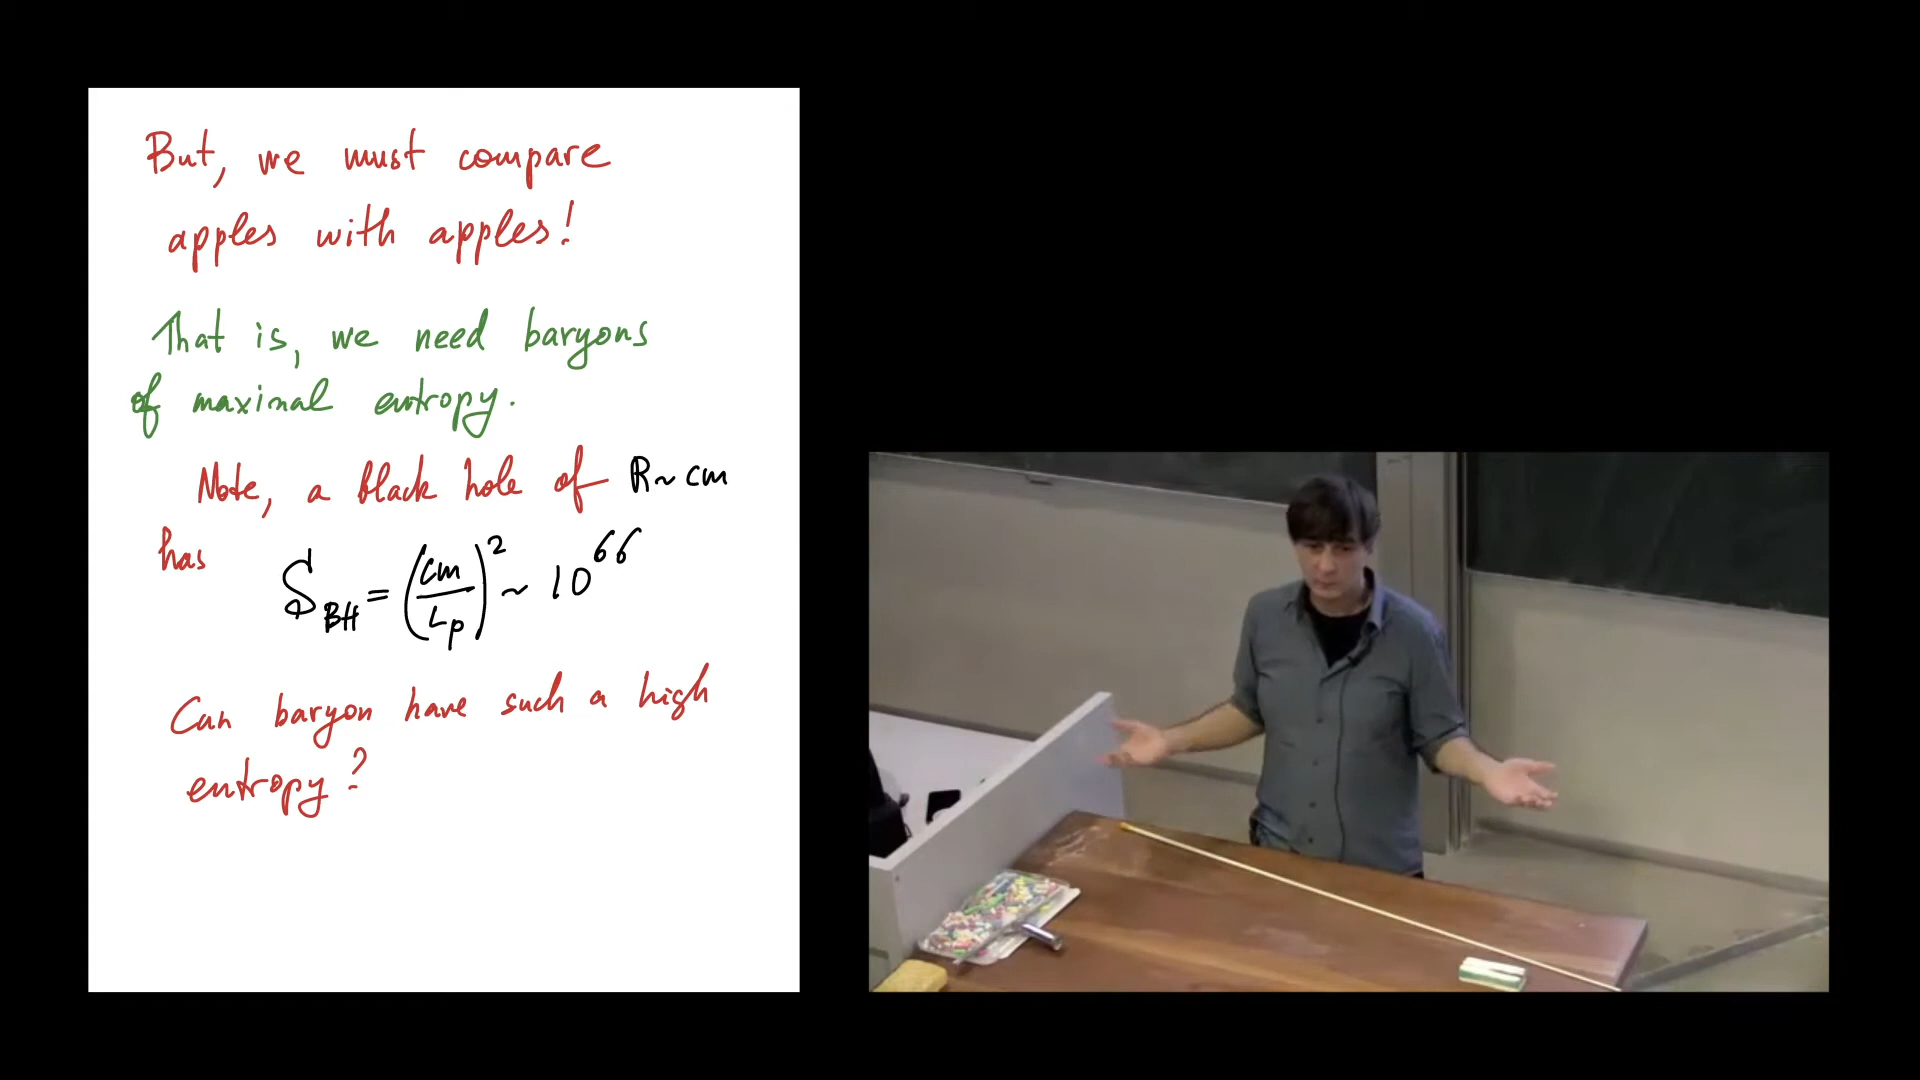 But, we must compare
apples with apples!
That is, we need baryons
of maximal entropy.
Note, a black hole of R~cm
has
S_BH = (cm/L_p)^2 ~ 10^66
Can baryon have such a high
entropy?